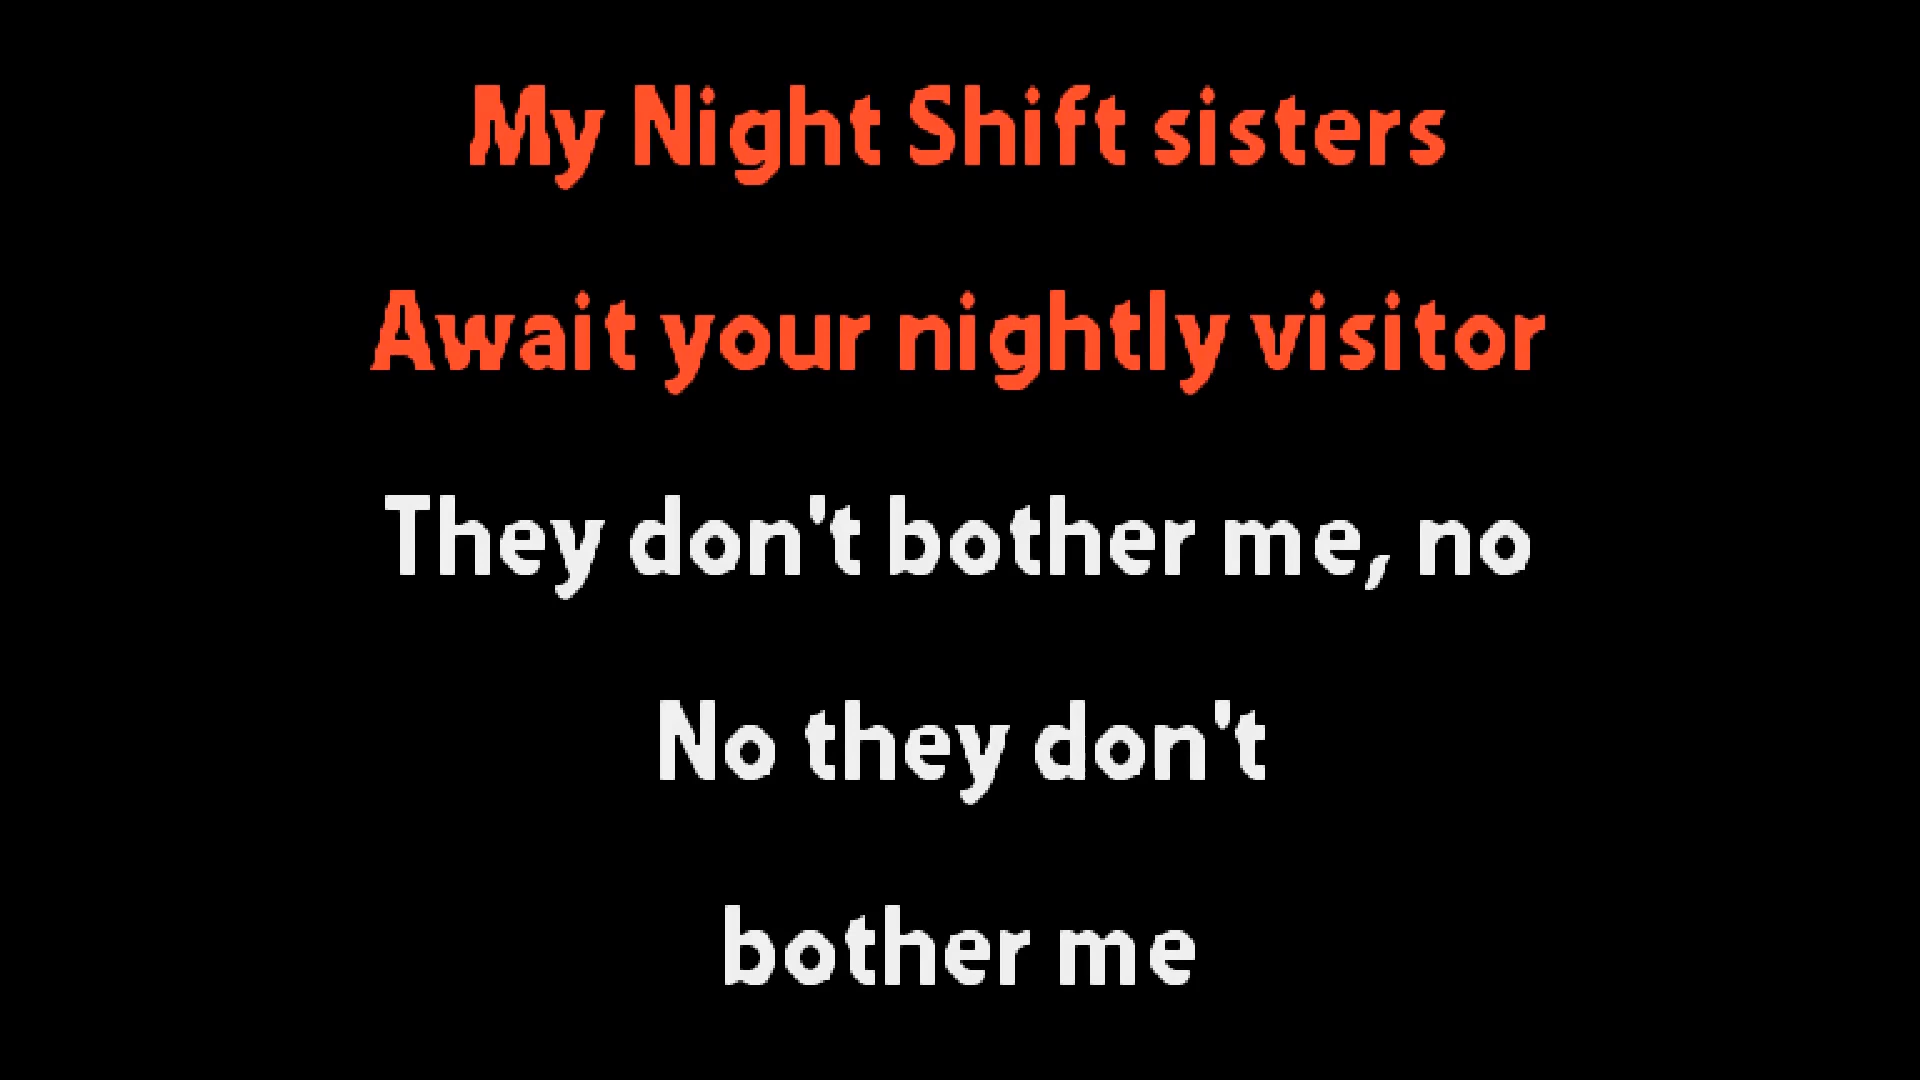 My Night Shift sisters
Await your nightly visitor
They don't bother me, no
No they don't
bother me